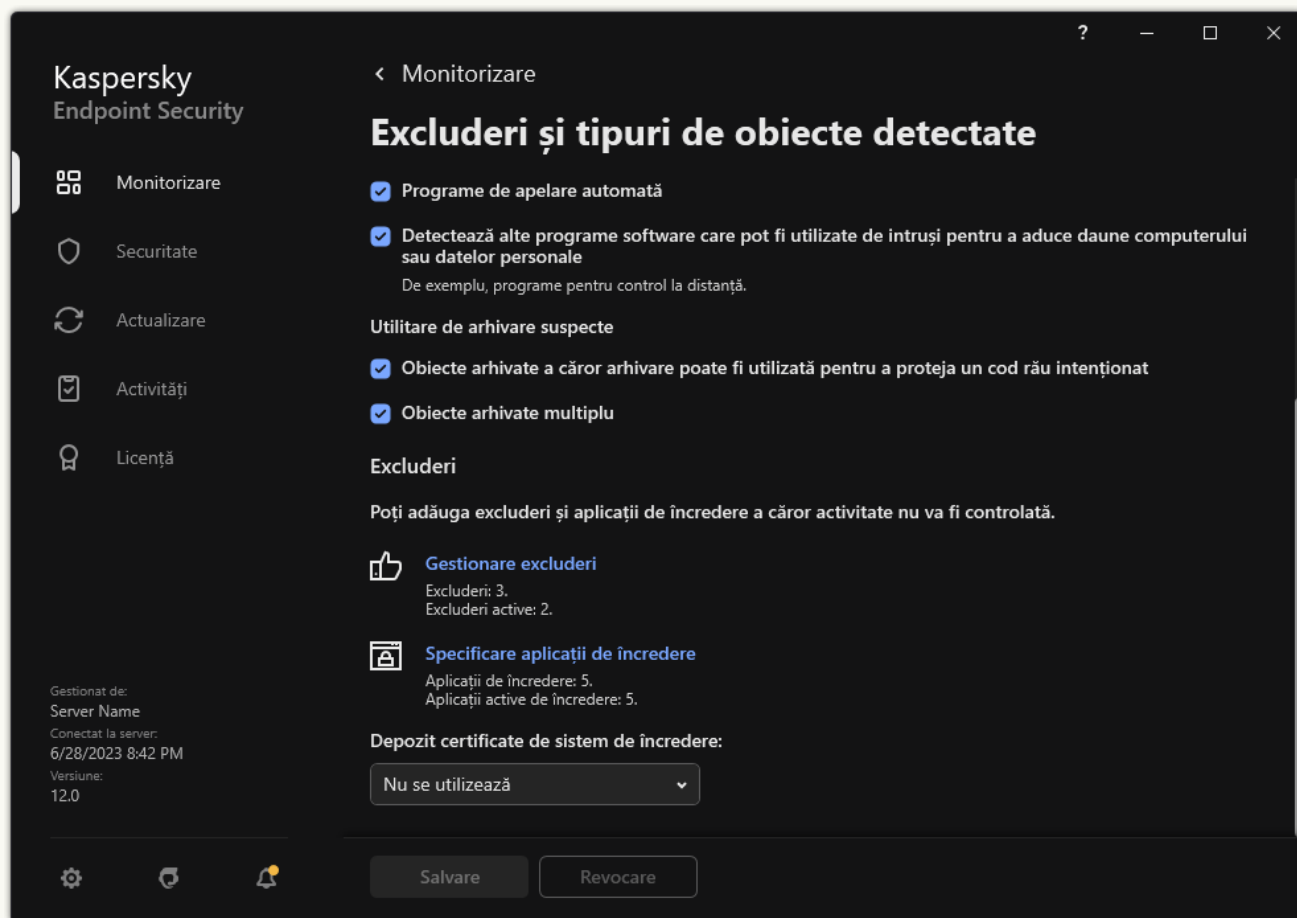 ?
Kaspersky
Endpoint Security
Monitorizare
Securitate
Actualizare
Activități
Licență
Gestionat de:
Server Name
Conectat la server:
6/28/2023 8:42 PM
Versiune:
12.0
Monitorizare
Excluderi și tipuri de obiecte detectate
Programe de apelare automată
Detectează alte programe software care pot fi utilizate de intruși pentru a aduce daune computerului
sau datelor personale
De exemplu, programe pentru control la distanță.
Utilitare de arhivare suspecte
Obiecte arhivate a căror arhivare poate fi utilizată pentru a proteja un cod rău intenționat
Obiecte arhivate multiplu
Excluderi
Poți adăuga excluderi și aplicații de încredere a căror activitate nu va fi controlată.
Gestionare excluderi
Excluderi: 3.
Excluderi active: 2.
Specificare aplicații de încredere
Aplicații de încredere: 5.
Aplicații active de încredere: 5.
Depozit certificate de sistem de încredere:
Nu se utilizează
Salvare
Revocare